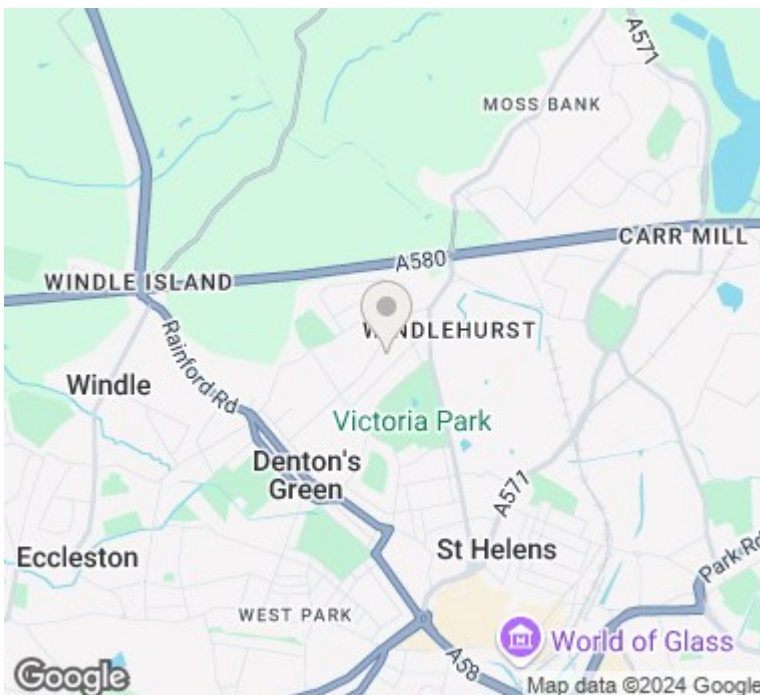 A571
MOSS BANK
CARR MILL
A580
WINDLE ISLAND
Rainford Rd
WINDLEHURST
Windle
Victoria Park
Denton's
Green
A571
Eccleston
St Helens
Park Rd
WEST PARK
World of Glass
A58
Google
Map data ©2024 Google